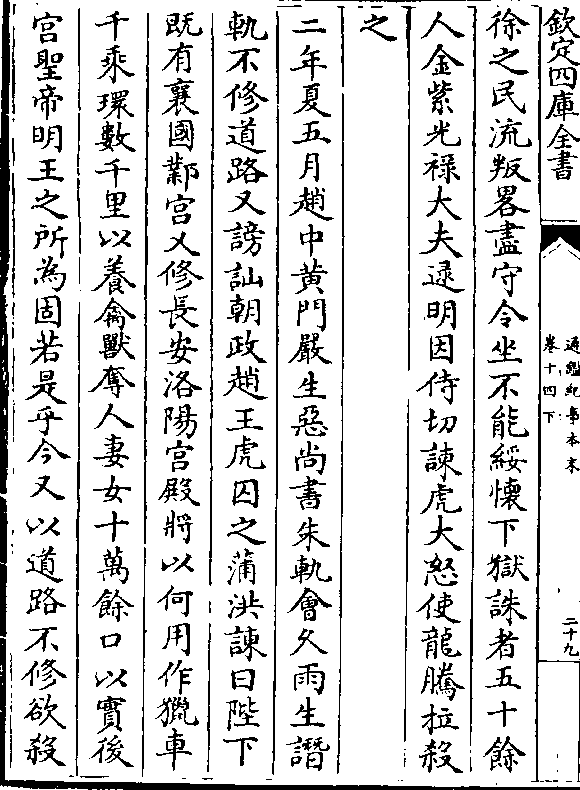 欽定四庫全書
通鑑紀事本末
卷十四下
二十九
徐之民流叛畧盡守令坐不能綏懷下獄誅者五十餘
人金紫光祿大夫逯明因侍切諫虎大怒使龍騰拉殺
之
二年夏五月趙中黃門嚴生惡尚書朱軌會久雨生譖
軌不修道路又謗訕朝政趙王虎囚之蒲洪諫曰陛下
既有襄國鄴宮又修長安洛陽宮殿將以何用作獵車
千乘環數千里以養禽獸奪人妻女十萬餘口以實後
宮聖帝明王之所為固若是乎今又以道路不修欲殺